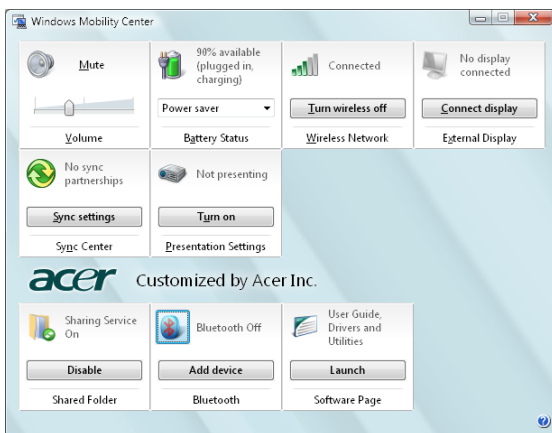 Windows Mobility Center
Mute
90% available
(plugged in,
charging)
Connected
No display
connected
Power saver
Turn wireless off
Connect display
Volume
Battery Status
Wireless Network
External Display
No sync
partnerships
Not presenting
Sync settings
Turn on
Sync Center
Presentation Settings
acer Customized by Acer Inc.
Sharing Service
On
Bluetooth Off
User Guide,
Drivers and
Utilities
Disable
Add device
Launch
Shared Folder
Bluetooth
Software Page